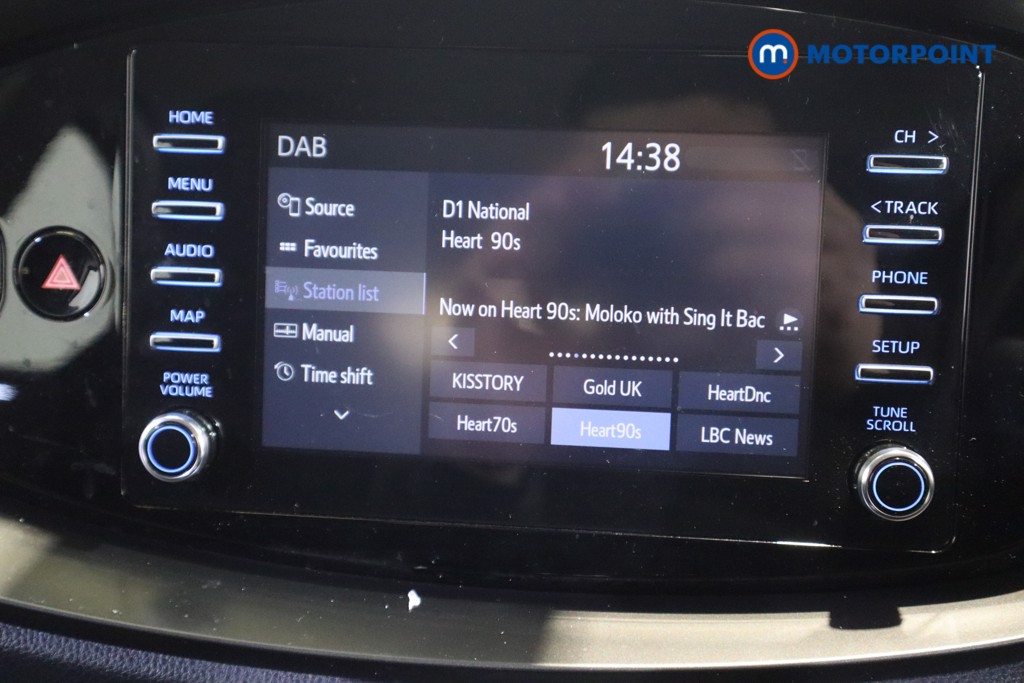 m MOTORPOINT
HOME
MENU
AUDIO
MAP
POWER
VOLUME
DAB
14:38
Source
Favourites
Station list
Manual
Time shift
D1 National
Heart 90s
Now on Heart 90s: Moloko with Sing It Bac
KISSTORY
Gold UK
HeartDnc
Heart70s
Heart90s
LBC News
CH >
<TRACK
PHONE
SETUP
TUNE
SCROLL